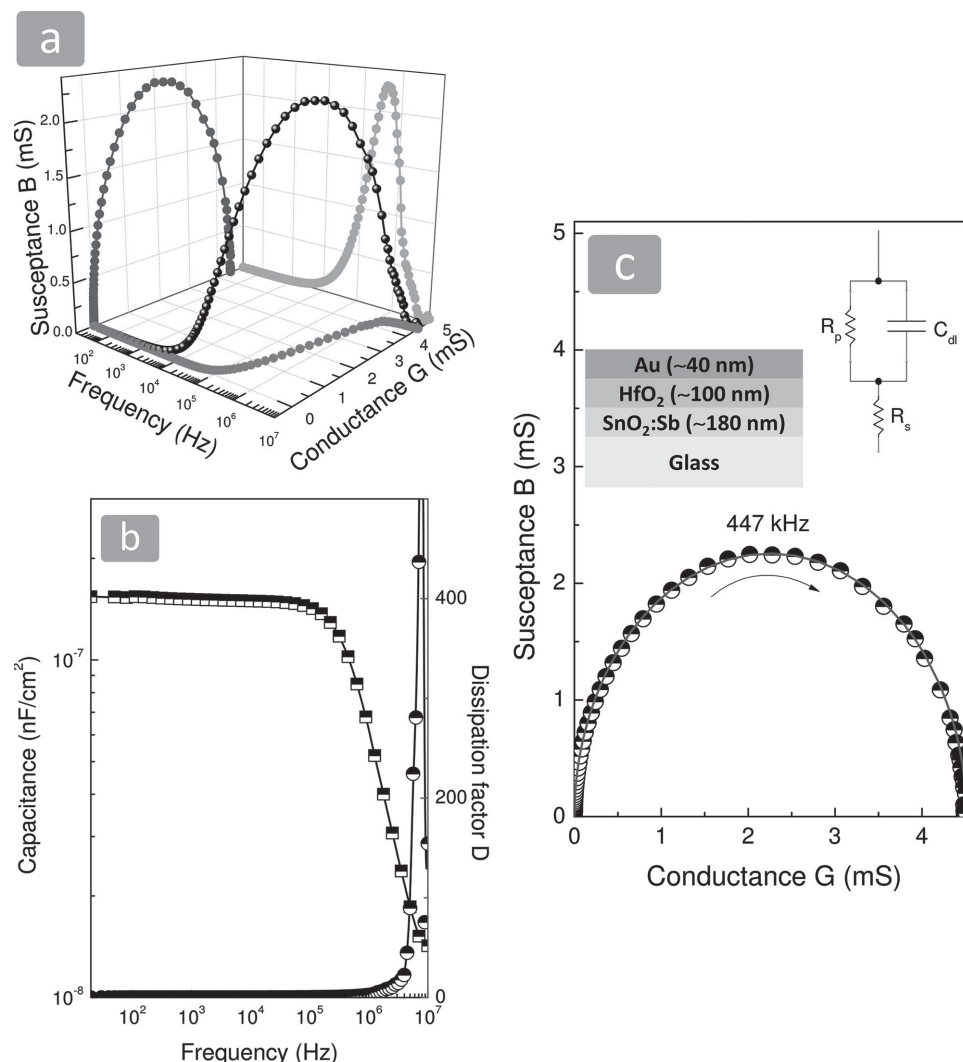 a
Susceptance B (mS)
2.0
1.5
1.0
0.5
0.0
10²
10³
10⁴
10⁵
10⁶
10⁷
Frequency (Hz)
0
1
2
3
4
5
Conductance G (mS)
b
Capacitance (nF/cm²)
10⁻⁷
10⁻⁸
400
200
0
Dissipation factor D
10² 10³ 10⁴ 10⁵ 10⁶ 10⁷
Frequency (Hz)
c
Susceptance B (mS)
5
4
3
2
1
0
R_p
C_dl
R_s
Au (~40 nm)
HfO₂ (~100 nm)
SnO₂:Sb (~180 nm)
Glass
447 kHz
0 1 2 3 4
Conductance G (mS)